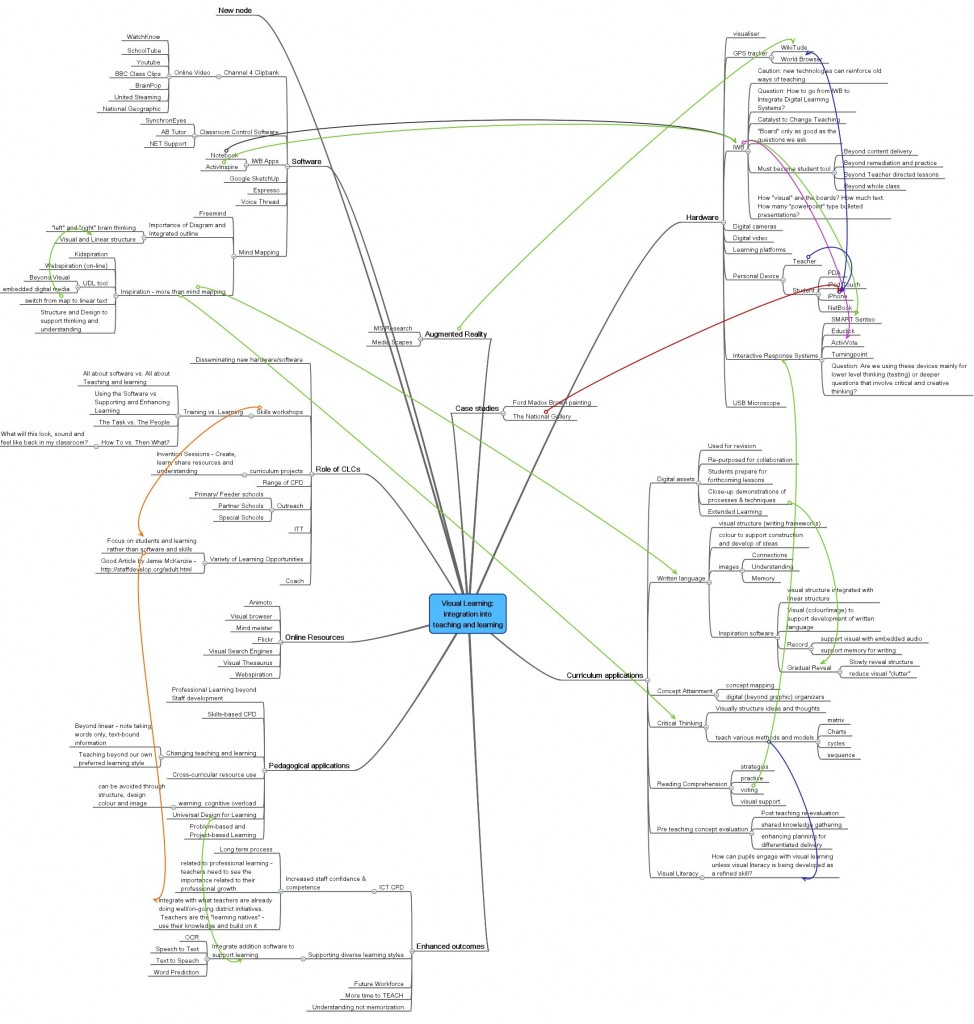 New node
WatchKnow
SchoolTube
Youtube
BBC Class Clips
BrainPop
United Steaming
National Geographic
Online Video
Channel 4 Clipbank
SynchronEyes
AB Tutor
NET Support
Classroom Control Software
Notebook
ActivInspire
IWB Apps
Google SketchUp
Espresso
Voice Thread
Software
Freemind
"left" and "right" brain thinking
Visual and Linear structure
Importance of Diagram and
Integrated outline
Mind Mapping
Kidspiration
Webspiration (on-line)
Beyond Visual
embedded digital media
UDL tool
switch from map to linear text
Structure and Design to
support thinking and
understanding
Inspiration - more than mind mapping
MS Research
Augmented Reality
Disseminating new hardware/software
All about software vs. All about
Teaching and learning
Using the Software vs
Supporting and Enhancing
Learning
The Task vs. The People
What will this look, sound and
feel like back in my classroom?
How To vs. Then What?
Training vs. Learning
Skills workshops
Invention Sessions - Create,
learn, share resources and
understanding
curriculum projects
Range of CPD
Primary/ Feeder schools
Partner Schools
Special Schools
Outreach
ITT
Focus on students and learning
rather than software and skills
Good Article by Jamie McKenzie -
http://staffdevelop.org/adult.html
Variety of Learning Opportunities
Coach
Role of CLCs
Animoto
Visual browser
Mind meister
Flickr
Visual Search Engines
Visual Thesaurus
Webspiration
Online Resources
Professional Learning beyond
Staff development
Skills-based CPD
Beyond linear - note taking,
words only, text-bound
information
Teaching beyond our own
preferred learning style
Changing teaching and learning
Cross-curricular resource use
can be avoided through
structure, design
colour and image
warning: cognitive overload
Universal Design for Learning
Problem-based and
Project-based Learning
Pedagogical applications
Long term process
related to professional learning -
teachers need to see the
importance related to their
professional growth
Integrate with what teachers are already
doing well/on-going district initiatives.
Teachers are the "learning natives" -
use their knowledge and build on it
Increased staff confidence &
competence
ICT CPD
OCR
Speech to Text
Text to Speech
Word Prediction
Integrate addition software to
support learning
Supporting diverse learning styles
Future Workforce
More time to TEACH
Understanding not memorization
Enhanced outcomes
Visual Learning:
integration into
teaching and learning
Case studies
Ford Madox Brown painting
The National Gallery
Hardware
visualiser
GPS tracker
WikiTude
World Browser
IWB
Caution: new technologies can reinforce old
ways of teaching
Question: How to go from IWB to
Integrate Digital Learning
Systems?
Catalyst to Change Teaching
"Board" only as good as the
questions we ask
Must become student tool
Beyond content delivery
Beyond remediation and practice
Beyond Teacher directed lessons
Beyond whole class
How "visual" are the boards? How much text.
How many "powerpoint" type bulleted
presentations?
Digital cameras
Digital video
Learning platforms
Personal Device
Teacher
Student
PDA
iPod Touch
iPhone
NetBook
Interactive Response Systems
SMART Senteo
Educlick
ActivVote
Turningpoint
Question: Are we using these devices mainly for
lower level thinking (testing) or deeper
questions that involve critical and creative
thinking?
USB Microscope
Curriculum applications
Digital assets
Used for revision
Re-purposed for collaboration
Students prepare for
forthcoming lessons
Close-up demonstrations of
processes & techniques
Extended Learning
Written language
visual structure (writing frameworks)
colour to support construction
and develop of ideas
images
Connections
Understanding
Memory
Inspiration software
visual structure integrated with
linear structure
Visual (colour/image) to
support development of written
language
Record
support visual with embedded audio
support memory for writing
Gradual Reveal
Slowly reveal structure
reduce visual "clutter"
Concept Attainment
concept mapping
digital (beyond graphic) organizers
Critical Thinking
Visually structure ideas and thoughts
teach various methods and models
matrix
Charts
cycles
sequence
Reading Comprehension
strategies
practice
voting
visual support
Pre teaching concept evaluation
Post teaching re-evaluation
shared knowledge gathering
enhancing planning for
differentiated delivery
Visual Literacy
How can pupils engage with visual learning
unless visual literacy is being developed as
a refined skill?